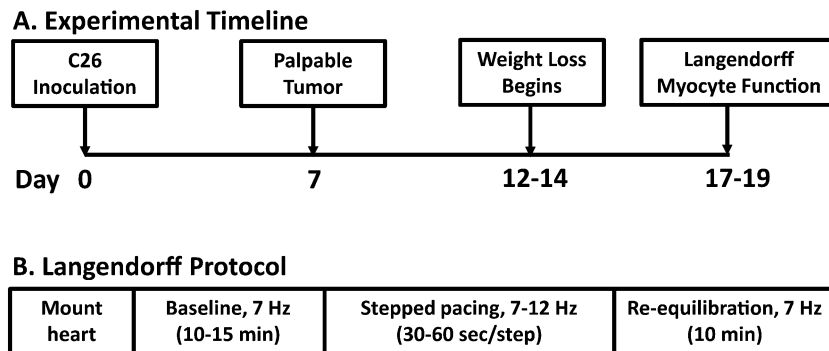 A. Experimental Timeline
C26
Inoculation
Palpable
Tumor
Weight Loss
Begins
Langendorff
Myocyte Function
Day 0 7 12-14 17-19
B. Langendorff Protocol
Mount
heart
Baseline, 7 Hz
(10-15 min)
Stepped pacing, 7-12 Hz
(30-60 sec/step)
Re-equilibration, 7 Hz
(10 min)